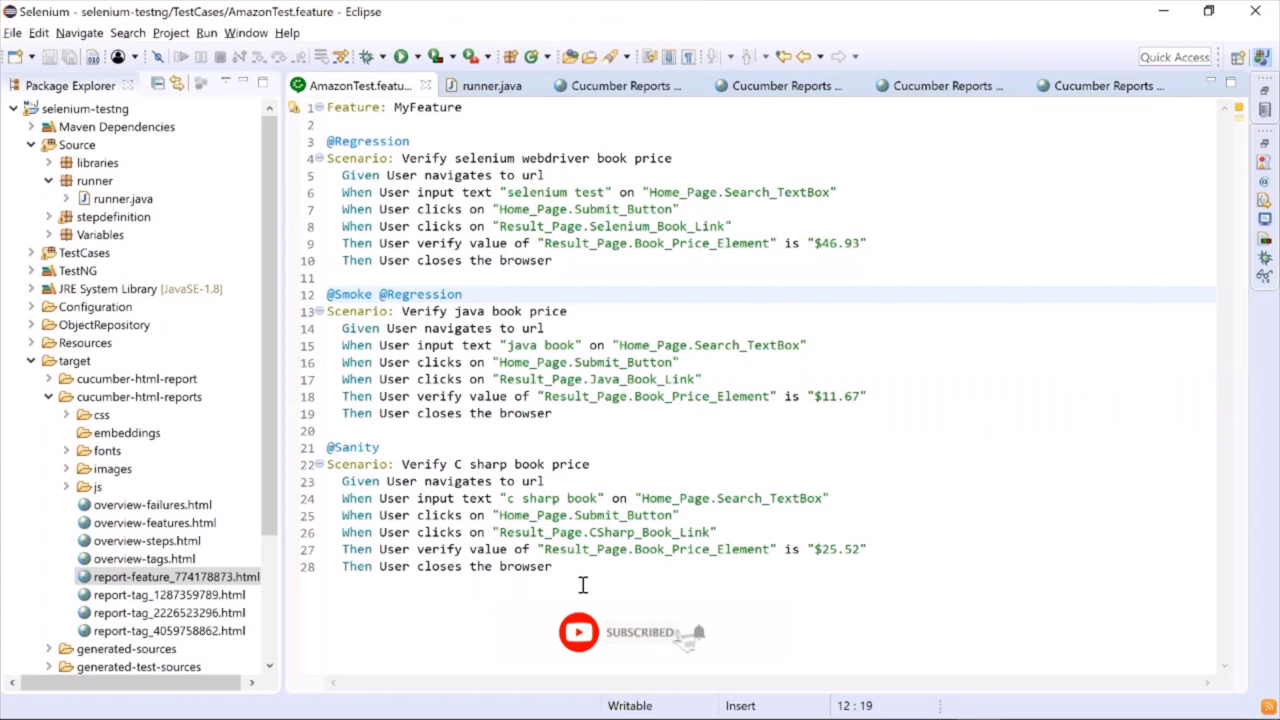 Selenium - selenium-testng/TestCases/AmazonTest.feature - Eclipse
File Edit Navigate Search Project Run Window Help
Quick Access
Package Explorer
AmazonTest.featu...
runner.java
Cucumber Reports ...
Cucumber Reports ...
Cucumber Reports ...
Cucumber Reports ...
selenium-testng
Maven Dependencies
Source
libraries
runner
runner.java
stepdefinition
Variables
TestCases
TestNG
JRE System Library [JavaSE-1.8]
Configuration
ObjectRepository
Resources
target
cucumber-html-report
cucumber-html-reports
css
embeddings
fonts
images
js
overview-failures.html
overview-features.html
overview-steps.html
overview-tags.html
report-feature_774178873.html
report-tag_1287359789.html
report-tag_2226523296.html
report-tag_4059758862.html
generated-sources
generated-test-sources
1 Feature: MyFeature
2
3 @Regression
4 Scenario: Verify selenium webdriver book price
5 Given User navigates to url
6 When User input text "selenium test" on "Home_Page.Search_TextBox"
7 When User clicks on "Home_Page.Submit_Button"
8 When User clicks on "Result_Page.Selenium_Book_Link"
9 Then User verify value of "Result_Page.Book_Price_Element" is "$46.93"
10 Then User closes the browser
11
12 @Smoke @Regression
13 Scenario: Verify java book price
14 Given User navigates to url
15 When User input text "java book" on "Home_Page.Search_TextBox"
16 When User clicks on "Home_Page.Submit_Button"
17 When User clicks on "Result_Page.Java_Book_Link"
18 Then User verify value of "Result_Page.Book_Price_Element" is "$11.67"
19 Then User closes the browser
20
21 @Sanity
22 Scenario: Verify C sharp book price
23 Given User navigates to url
24 When User input text "c sharp book" on "Home_Page.Search_TextBox"
25 When User clicks on "Home_Page.Submit_Button"
26 When User clicks on "Result_Page.CSharp_Book_Link"
27 Then User verify value of "Result_Page.Book_Price_Element" is "$25.52"
28 Then User closes the browser
SUBSCRIBED
Writable
Insert
12 : 19